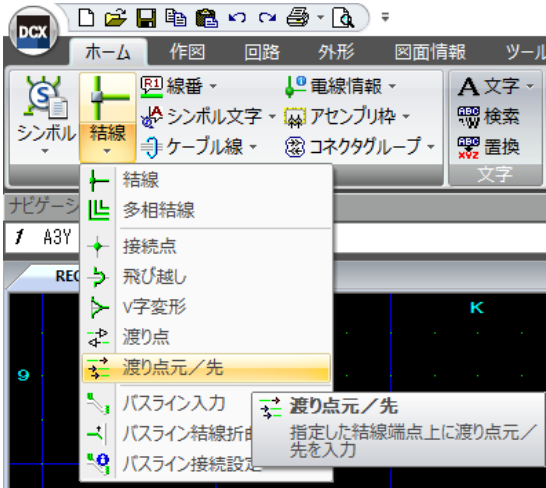 DCX
ホーム 作図 回路 外形 図面情報 ツール
シンボル 結線 R1 線番 電線情報 A 文字
シンボル文字 アセンブリ枠 ABC 検索
ケーブル線 コネクタグループ ABC XYZ 置換
文字
ナビゲーシ
1 A3Y
結線
多相結線
接続点
飛び越し
V字変形
渡り点
渡り点元/先
バスライン入力
バスライン結線折曲
バスライン接続設定
渡り点元/先
指定した結線端点上に渡り点元/
先を入力
REC
K
9